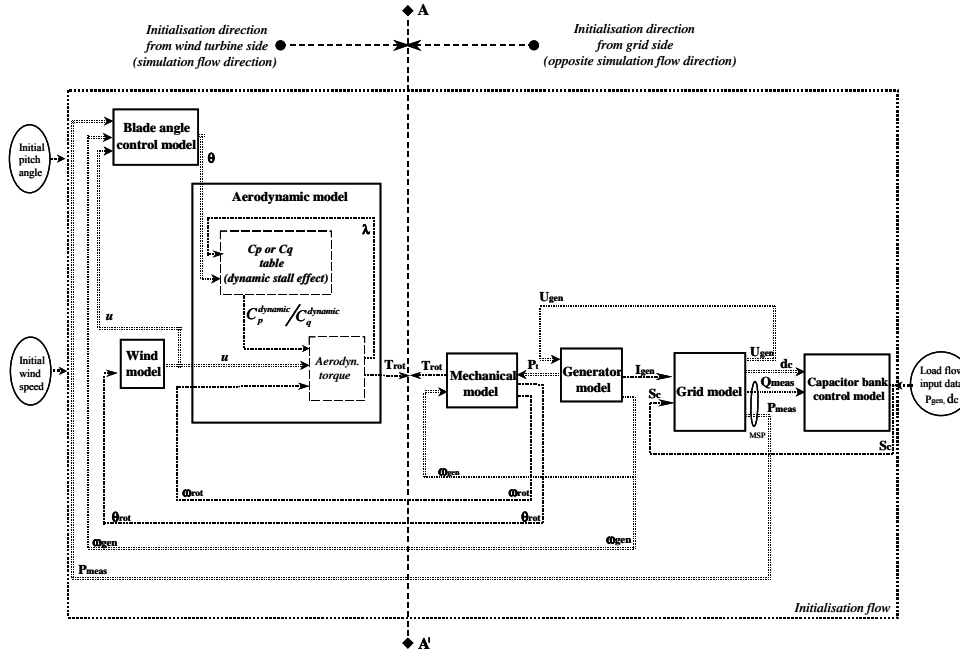 A
Initialisation direction
from wind turbine side
(simulation flow direction)
Initialisation direction
from grid side
(opposite simulation flow direction)
Initial
pitch
angle
Blade angle
control model
θ
Aerodynamic model
λ
Cp or Cq
table
(dynamic stall effect)
C_p^dynamic / C_q^dynamic
u
Initial
wind
speed
Wind
model
u
Aerodyn.
torque
Trot
Trot
Mechanical
model
Pt
Ugen
Generator
model
Igen
Sc
Grid model
Ugen
dc
Qmeas
Pmeas
MSP
Capacitor bank
control model
Load flow
input data
Pgen, dc
Sc
ωgen
ωrot
ωrot
θrot
θrot
ωgen
ωgen
Pmeas
Initialisation flow
A'